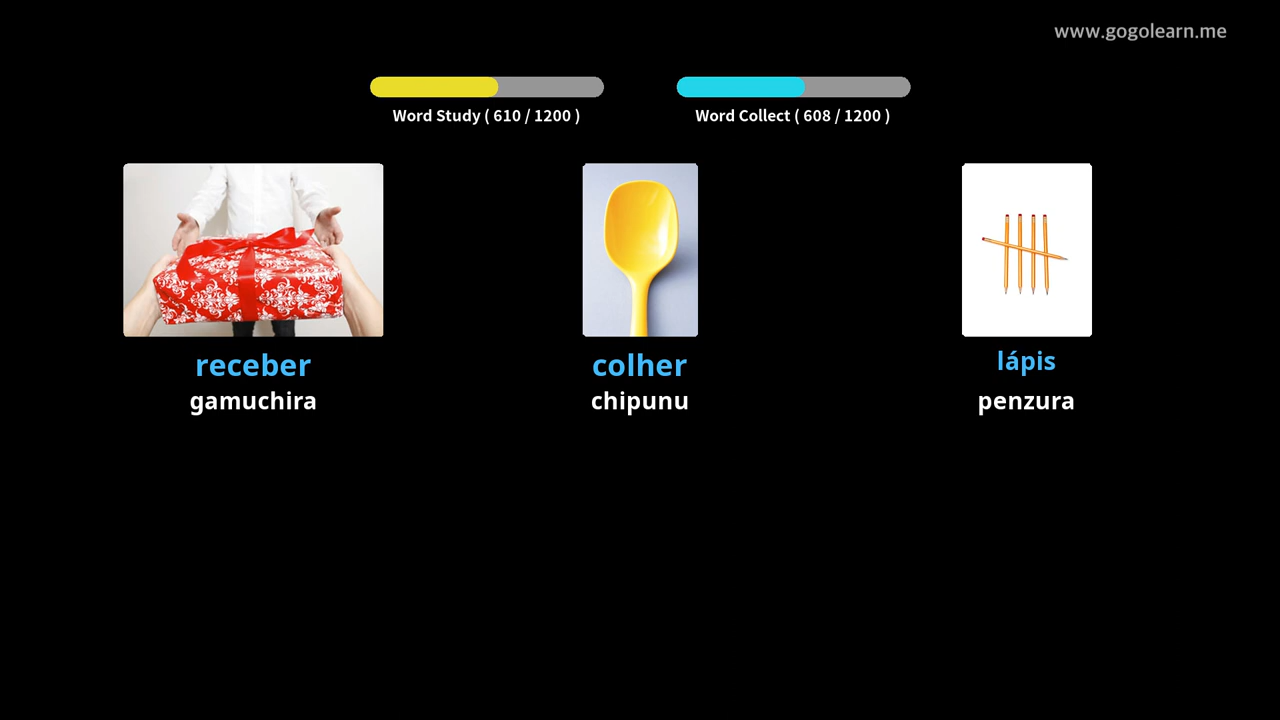 www.gogolearn.me
Word Study ( 610 / 1200 )
Word Collect ( 608 / 1200 )
receber
gamuchira
colher
chipunu
lápis
penzura